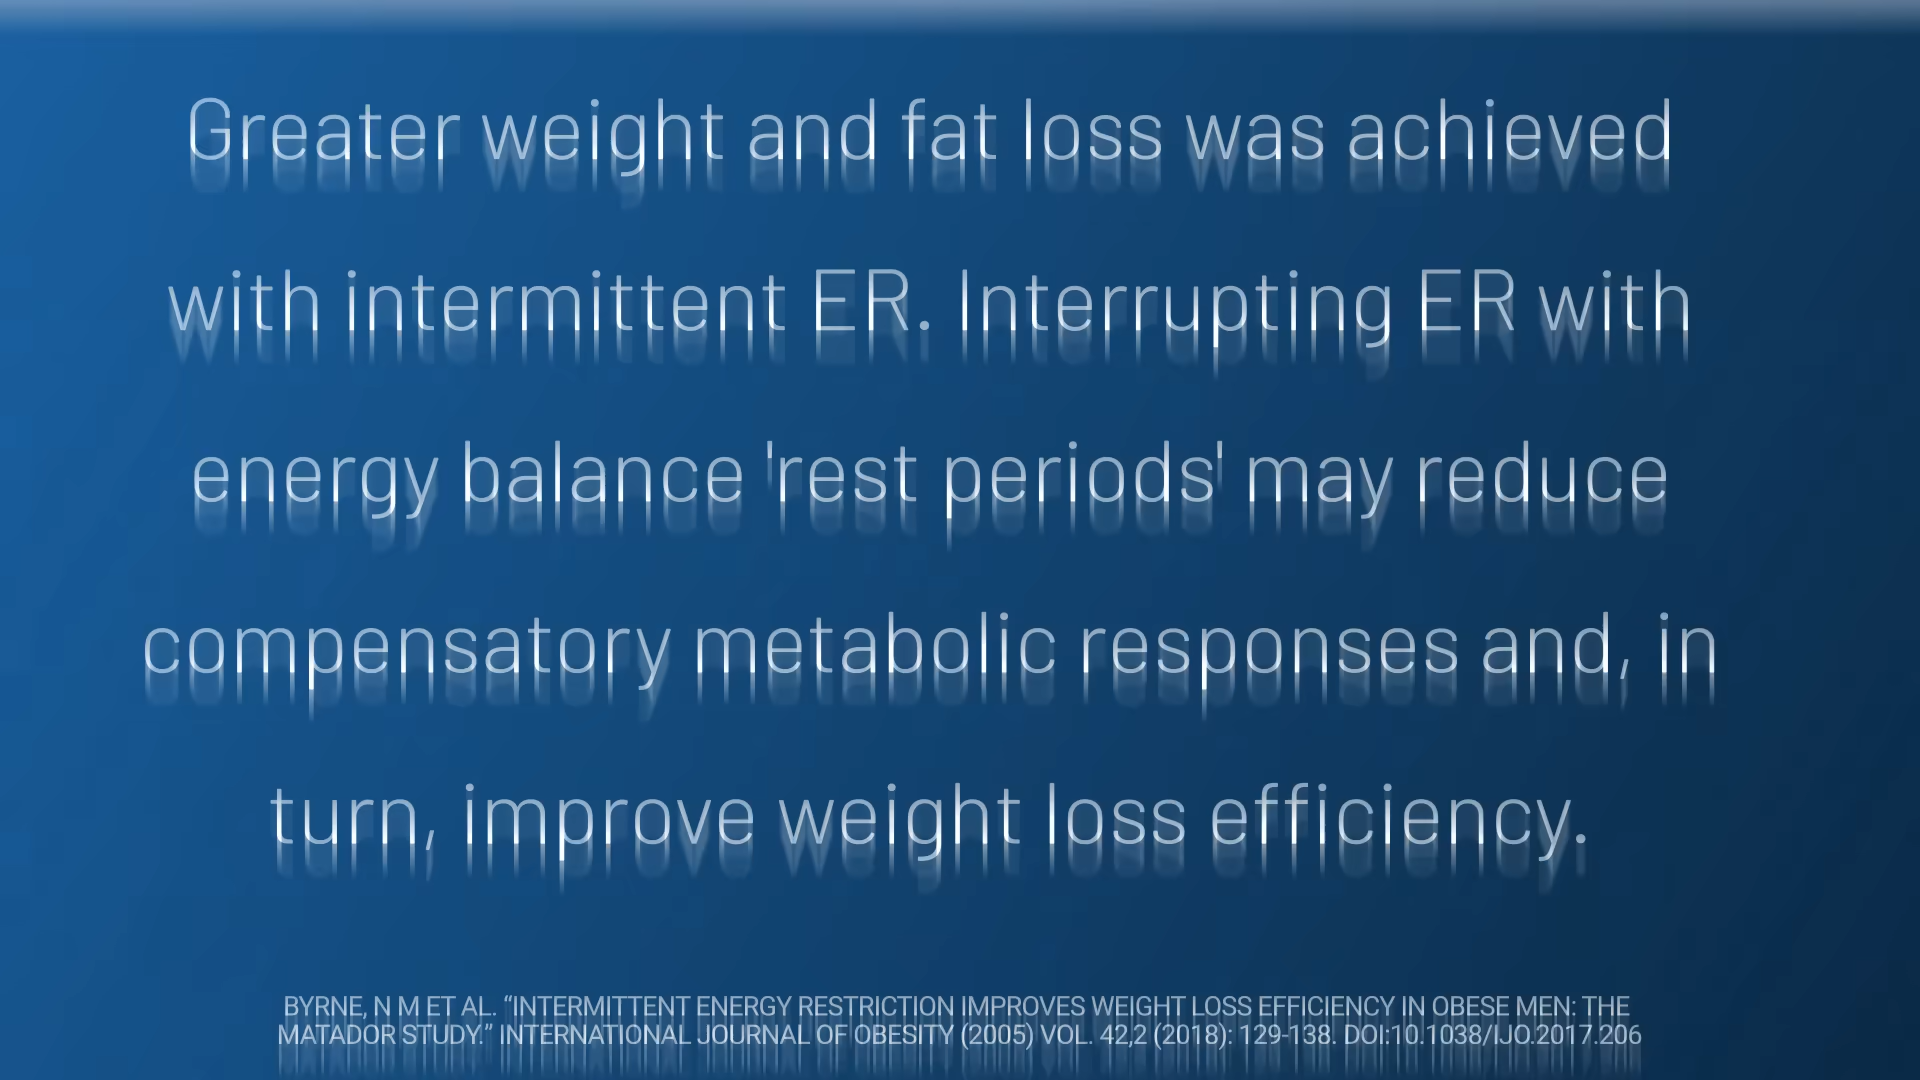 Greater weight and fat loss was achieved
with intermittent ER. Interrupting ER with
energy balance 'rest periods' may reduce
compensatory metabolic responses and, in
turn, improve weight loss efficiency.
BYRNE, N M ET AL. “INTERMITTENT ENERGY RESTRICTION IMPROVES WEIGHT LOSS EFFICIENCY IN OBESE MEN: THE
MATADOR STUDY.” INTERNATIONAL JOURNAL OF OBESITY (2005) VOL. 42,2 (2018): 129-138. DOI:10.1038/IJO.2017.206